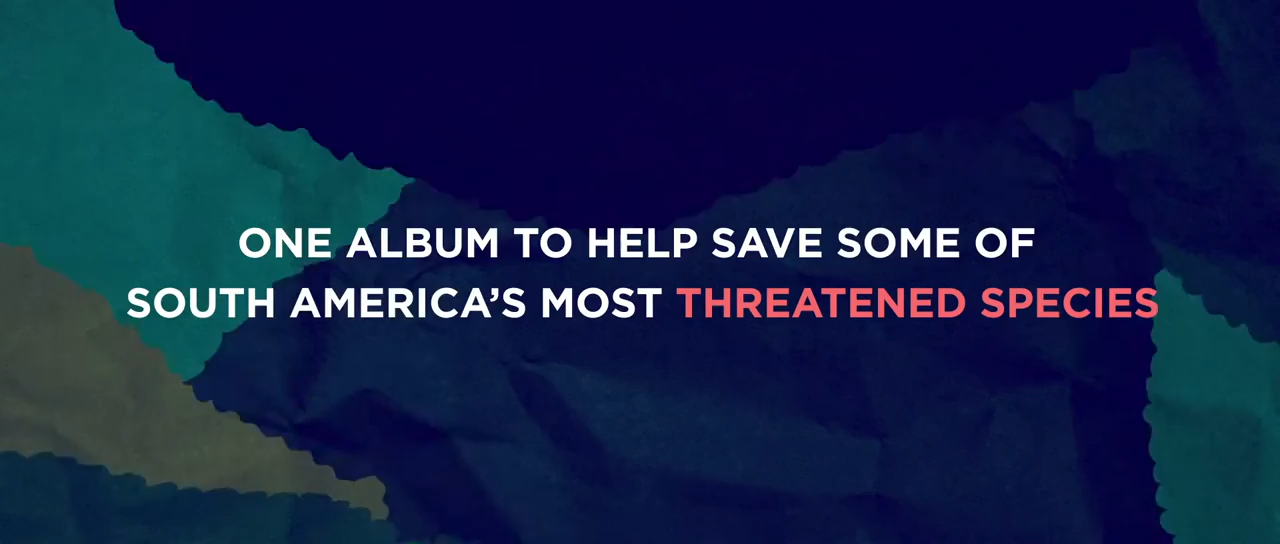 ONE ALBUM TO HELP SAVE SOME OF
SOUTH AMERICA’S MOST THREATENED SPECIES